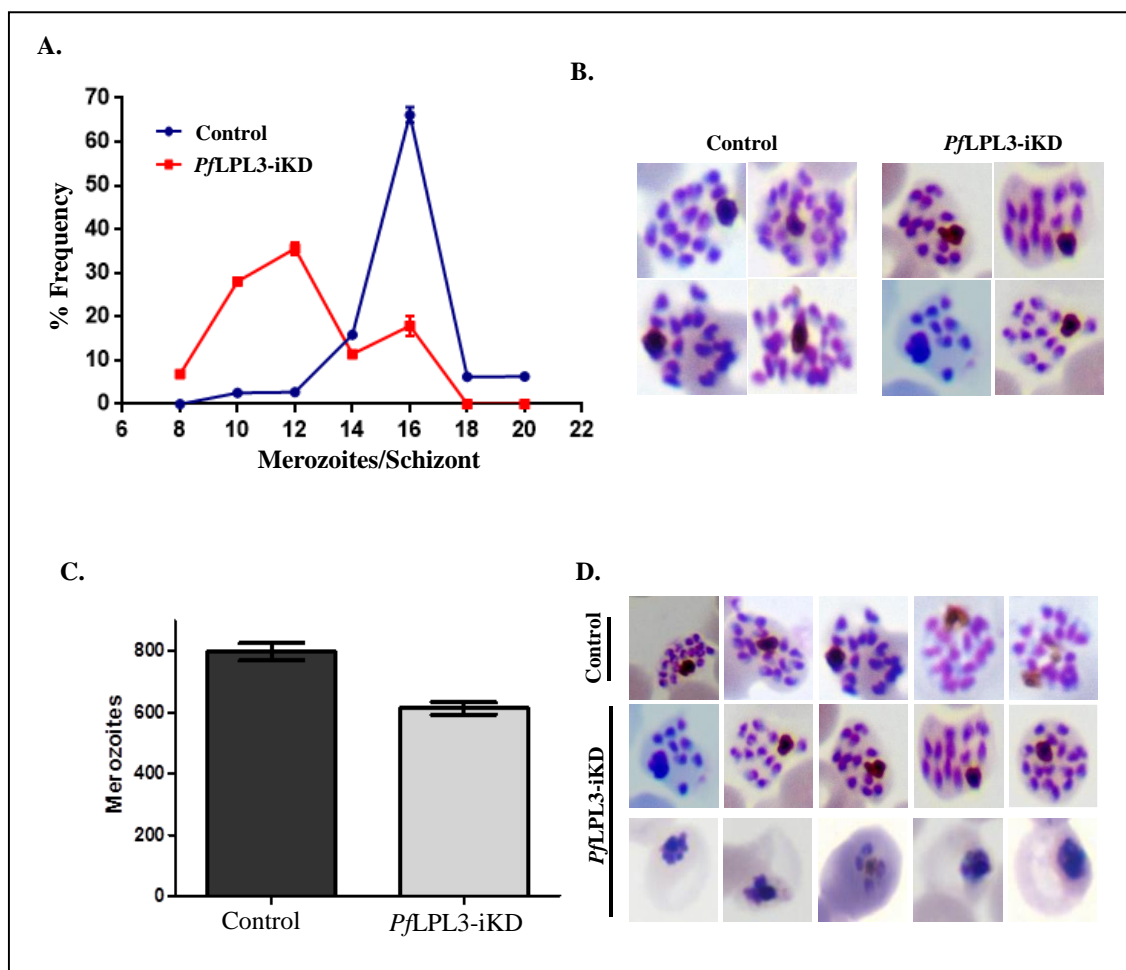 A.
70
60
50
40
30
20
10
0
% Frequency
Control
PfLPL3-iKD
6 8 10 12 14 16 18 20 22
Merozoites/Schizont
B.
Control PfLPL3-iKD
C.
800
600
400
200
0
Merozoites
Control PfLPL3-iKD
D.
Control
PfLPL3-iKD